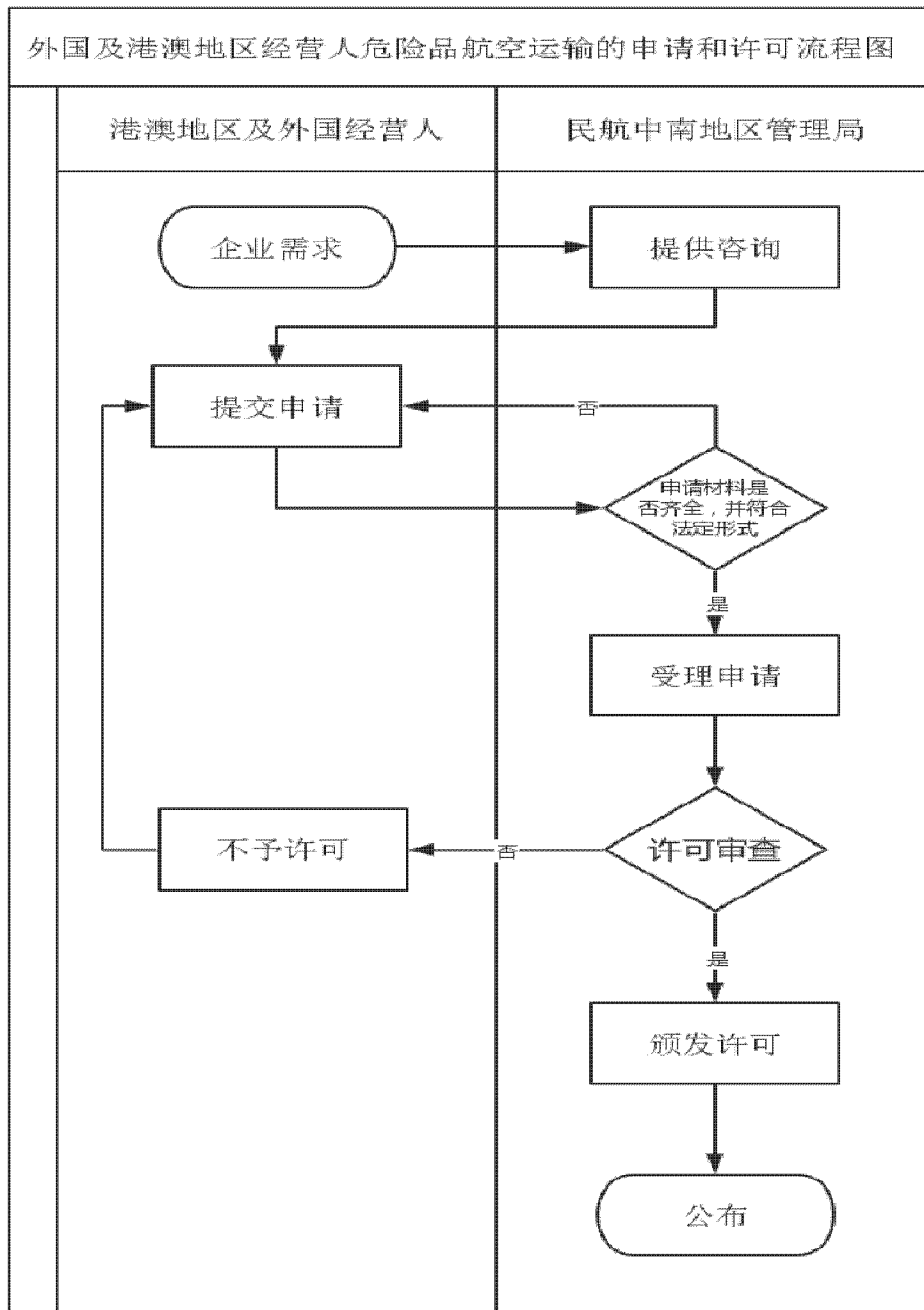 外国及港澳地区经营人危险品航空运输的申请和许可流程图
港澳地区及外国经营人
民航中南地区管理局
企业需求
提供咨询
提交申请
否
申请材料是
否齐全，并符合
法定形式
是
受理申请
不予许可
否
许可审查
是
颁发许可
公布